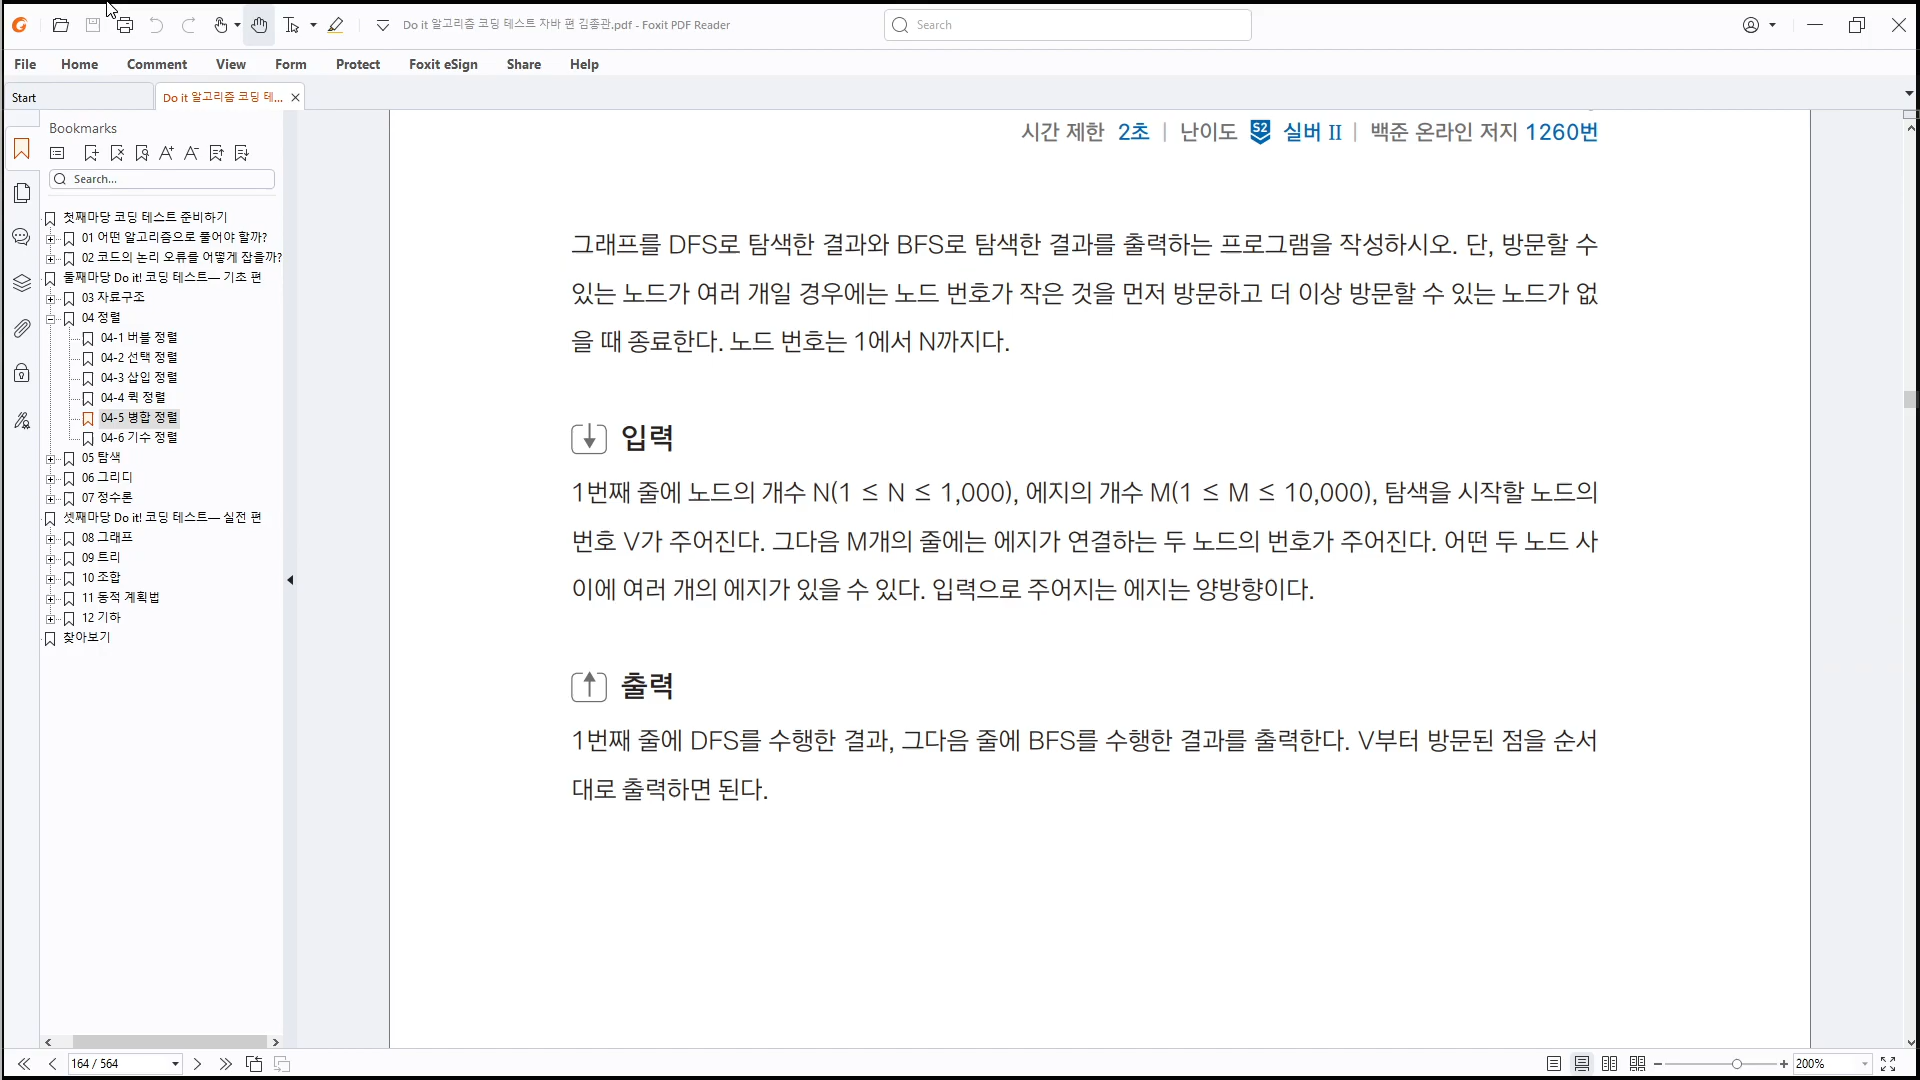 Do it 알고리즘 코딩 테스트 자바 편 김종관.pdf - Foxit PDF Reader
Search
File Home Comment View Form Protect Foxit eSign Share Help
Start
Do it 알고리즘 코딩 테...
Bookmarks
Search...
첫째마당 코딩 테스트 준비하기
01 어떤 알고리즘으로 풀어야 할까?
02 코드의 논리 오류를 어떻게 잡을까?
둘째마당 Do it! 코딩 테스트— 기초 편
03 자료구조
04 정렬
04-1 버블 정렬
04-2 선택 정렬
04-3 삽입 정렬
04-4 퀵 정렬
04-5 병합 정렬
04-6 기수 정렬
05 탐색
06 그리디
07 정수론
셋째마당 Do it! 코딩 테스트— 실전 편
08 그래프
09 트리
10 조합
11 동적 계획법
12 기하
찾아보기
시간 제한 2초 | 난이도 S2 실버 II | 백준 온라인 저지 1260번
그래프를 DFS로 탐색한 결과와 BFS로 탐색한 결과를 출력하는 프로그램을 작성하시오. 단, 방문할 수
있는 노드가 여러 개일 경우에는 노드 번호가 작은 것을 먼저 방문하고 더 이상 방문할 수 있는 노드가 없
을 때 종료한다. 노드 번호는 1에서 N까지다.
입력
1번째 줄에 노드의 개수 N(1 ≤ N ≤ 1,000), 에지의 개수 M(1 ≤ M ≤ 10,000), 탐색을 시작할 노드의
번호 V가 주어진다. 그다음 M개의 줄에는 에지가 연결하는 두 노드의 번호가 주어진다. 어떤 두 노드 사
이에 여러 개의 에지가 있을 수 있다. 입력으로 주어지는 에지는 양방향이다.
출력
1번째 줄에 DFS를 수행한 결과, 그다음 줄에 BFS를 수행한 결과를 출력한다. V부터 방문된 점을 순서
대로 출력하면 된다.
164 / 564
200%